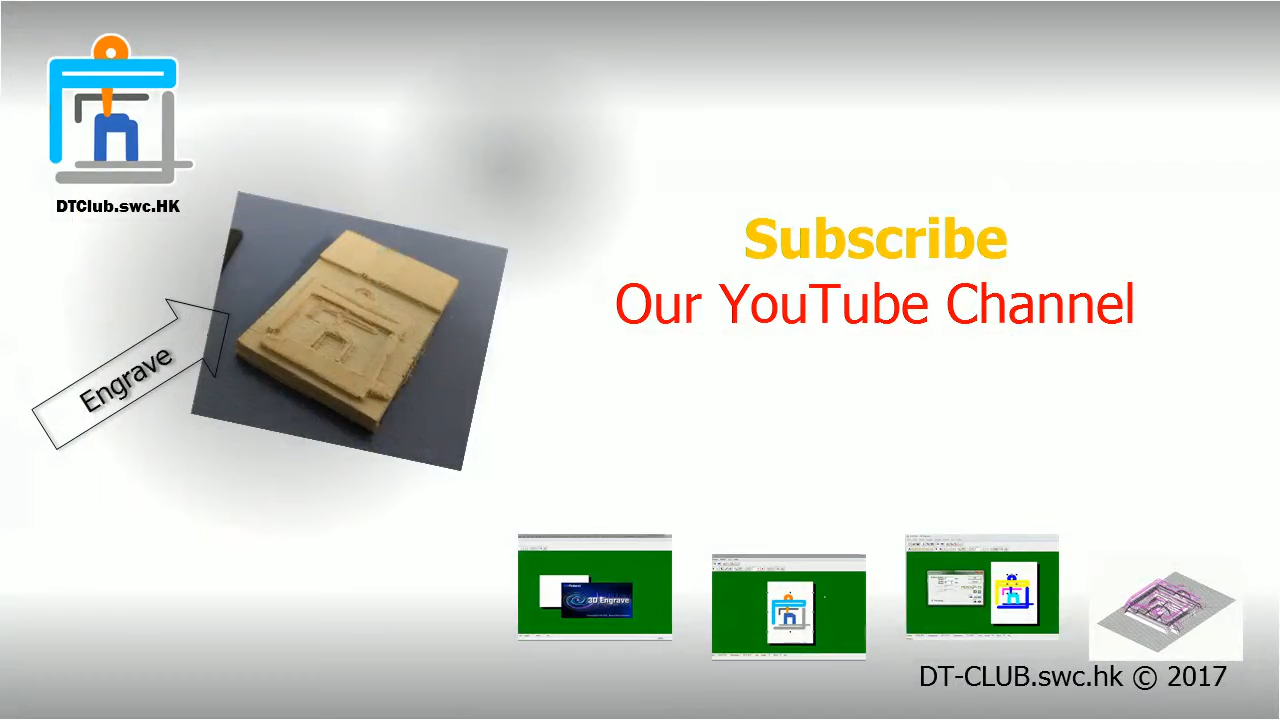 DTClub.swc.HK
Subscribe
Our YouTube Channel
Engrave
3D Engrave
DT-CLUB.swc.hk © 2017